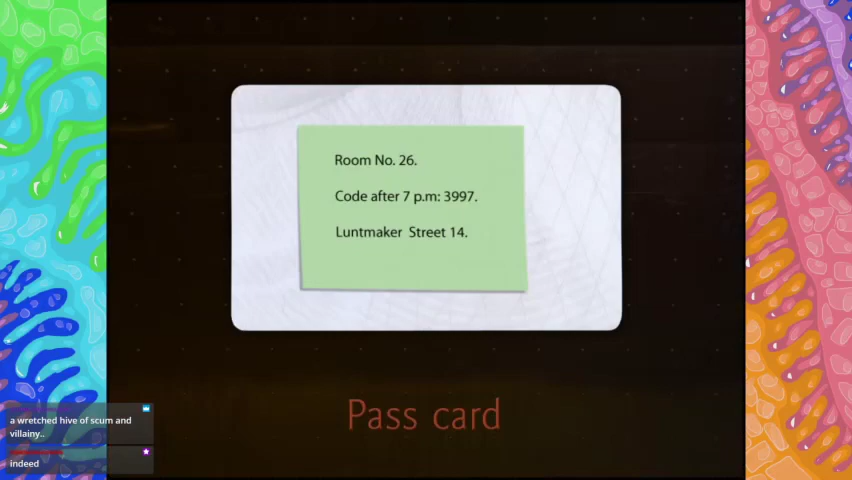 Room No. 26.
Code after 7 p.m: 3997.
Luntmaker Street 14.
Pass card
a wretched hive of scum and
villainy..
indeed